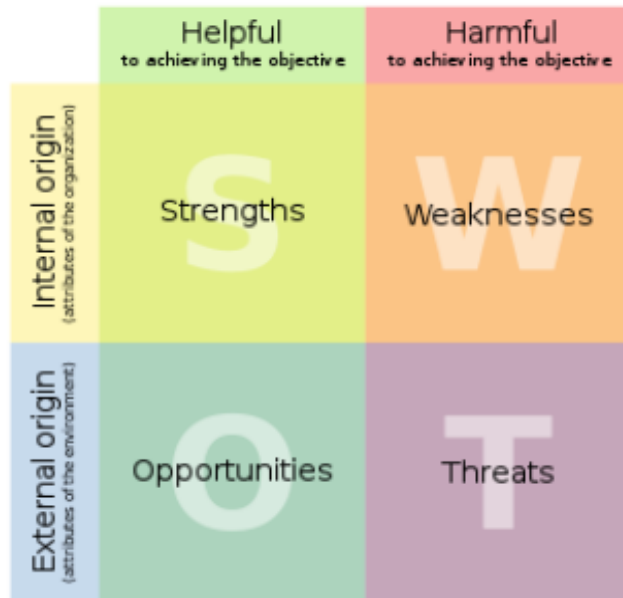 Helpful
to achieving the objective
Harmful
to achieving the objective
Internal origin
(attributes of the organization)
S
Strengths
W
Weaknesses
External origin
(attributes of the environment)
O
Opportunities
T
Threats